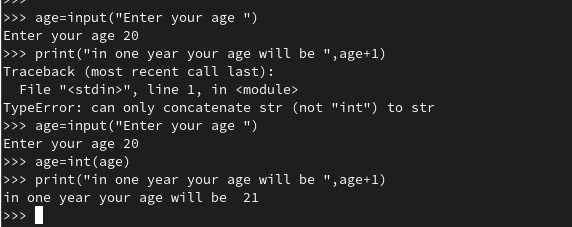 >>>
>>> age=input("Enter your age ")
Enter your age 20
>>> print("in one year your age will be ",age+1)
Traceback (most recent call last):
  File "<stdin>", line 1, in <module>
TypeError: can only concatenate str (not "int") to str
>>> age=input("Enter your age ")
Enter your age 20
>>> age=int(age)
>>> print("in one year your age will be ",age+1)
in one year your age will be  21
>>>